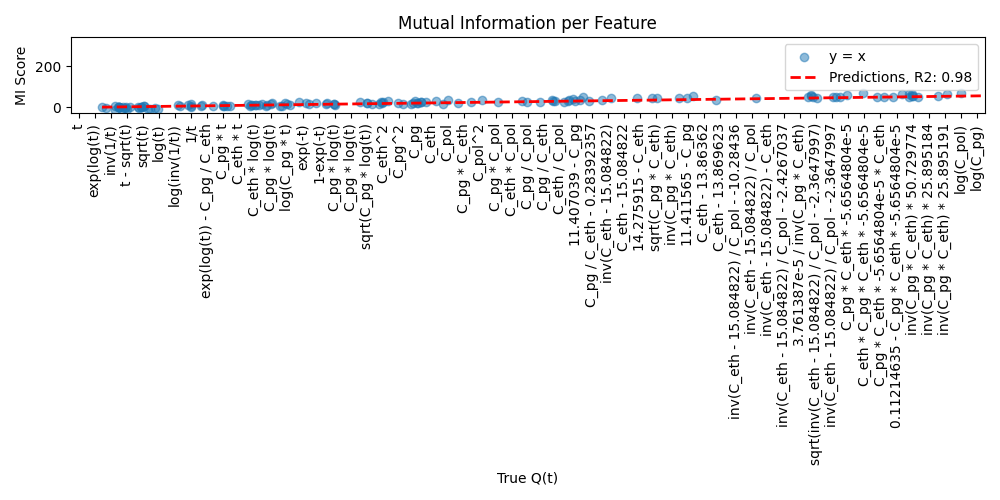 Mutual Information per Feature
MI Score
200
0
y = x
Predictions, R2: 0.98
t
exp(log(t))
inv(1/t)
t - sqrt(t)
sqrt(t)
log(t)
log(inv(1/t))
1/t
exp(log(t)) - C_pg / C_eth
C_pg * t
C_eth * t
C_eth * log(t)
C_pg * log(t)
log(C_pg * t)
exp(-t)
1-exp(-t)
C_pg * log(t)
C_pg * log(t)
sqrt(C_pg * log(t))
C_eth^2
C_pg^2
C_pg
C_eth
C_pol
C_pg * C_eth
C_pol^2
C_pg * C_pol
C_eth * C_pol
C_pg / C_pol
C_pg / C_eth
C_eth / C_pol
11.407039 - C_pg
C_pg / C_eth - 0.28392357
inv(C_eth - 15.084822)
C_eth - 15.084822
14.275915 - C_eth
sqrt(C_pg * C_eth)
inv(C_pg * C_eth)
11.411565 - C_pg
C_eth - 13.86362
C_eth - 13.869623
inv(C_eth - 15.084822) / C_pol - -10.28436
inv(C_eth - 15.084822) / C_pol
inv(C_eth - 15.084822) - C_eth
inv(C_eth - 15.084822) / C_pol - -2.4267037
3.761387e-5 / inv(C_pg * C_eth)
sqrt(inv(C_eth - 15.084822) / C_pol - -2.3647997)
inv(C_eth - 15.084822) / C_pol - -2.3647997
C_pg * C_eth * -5.6564804e-5
C_eth * C_pg * C_eth * -5.6564804e-5
C_pg * C_eth * -5.6564804e-5 * C_eth
0.11214635 - C_pg * C_eth * -5.6564804e-5
inv(C_pg * C_eth) * 50.729774
inv(C_pg * C_eth) * 25.895184
inv(C_pg * C_eth) * 25.895191
log(C_pol)
log(C_pg)
True Q(t)